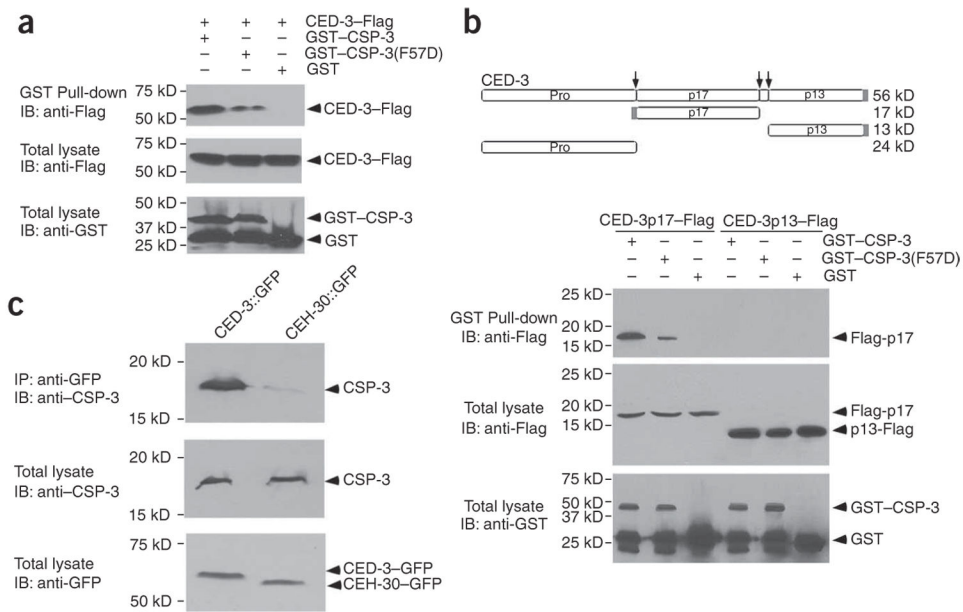 a
+ + + CED-3–Flag
+ – – GST–CSP-3
– + – GST–CSP-3(F57D)
– – + GST
GST Pull-down
IB: anti-Flag
75 kD
50 kD
CED-3–Flag
Total lysate
IB: anti-Flag
75 kD
50 kD
CED-3–Flag
Total lysate
IB: anti-GST
50 kD
37 kD
25 kD
GST–CSP-3
GST
b
CED-3
Pro p17 p13 56 kD
p17 17 kD
p13 13 kD
Pro 24 kD
CED-3p17–Flag CED-3p13–Flag
+ – – + – – GST–CSP-3
– + – – + – GST–CSP-3(F57D)
– – + – – + GST
GST Pull-down
IB: anti-Flag
25 kD
20 kD
15 kD
Flag-p17
Total lysate
IB: anti-Flag
25 kD
20 kD
15 kD
Flag-p17
p13-Flag
Total lysate
IB: anti-GST
75 kD
50 kD
37 kD
25 kD
GST–CSP-3
GST
c
CED-3::GFP
CEH-30::GFP
IP: anti-GFP
IB: anti–CSP-3
20 kD
15 kD
CSP-3
Total lysate
IB: anti–CSP-3
20 kD
15 kD
CSP-3
Total lysate
IB: anti-GFP
75 kD
50 kD
CED-3–GFP
CEH-30–GFP